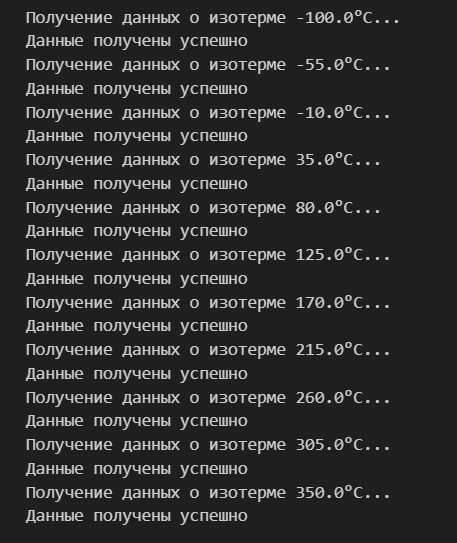 Получение данных о изотерме -100.0°C...
Данные получены успешно
Получение данных о изотерме -55.0°C...
Данные получены успешно
Получение данных о изотерме -10.0°C...
Данные получены успешно
Получение данных о изотерме 35.0°C...
Данные получены успешно
Получение данных о изотерме 80.0°C...
Данные получены успешно
Получение данных о изотерме 125.0°C...
Данные получены успешно
Получение данных о изотерме 170.0°C...
Данные получены успешно
Получение данных о изотерме 215.0°C...
Данные получены успешно
Получение данных о изотерме 260.0°C...
Данные получены успешно
Получение данных о изотерме 305.0°C...
Данные получены успешно
Получение данных о изотерме 350.0°C...
Данные получены успешно